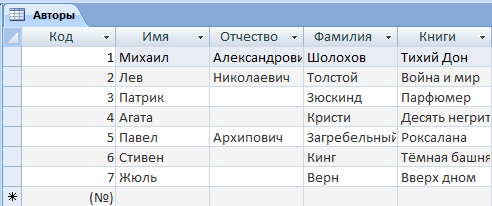 Авторы
Код Имя Отчество Фамилия Книги
1 Михаил Александрови Шолохов Тихий Дон
2 Лев Николаевич Толстой Война и мир
3 Патрик Зюскинд Парфюмер
4 Агата Кристи Десять негрит
5 Павел Архипович Загребельный Роксалана
6 Стивен Кинг Тёмная башня
7 Жюль Верн Вверх дном
* (№)